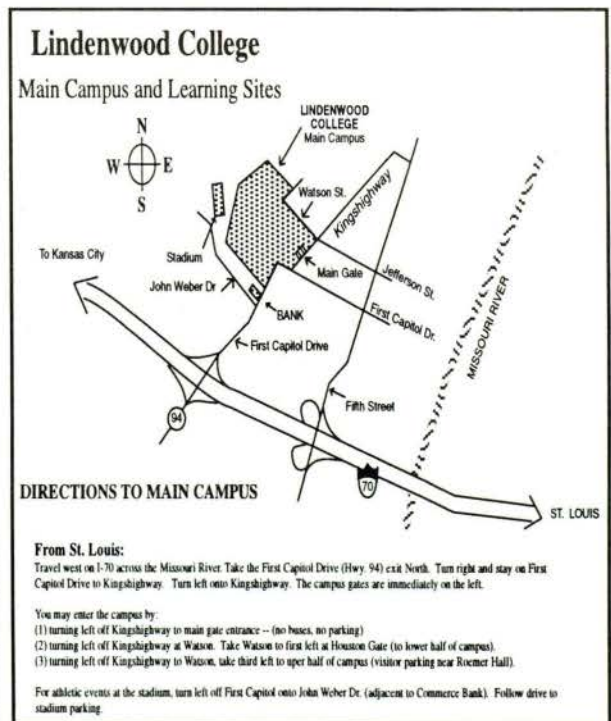 Lindenwood College
Main Campus and Learning Sites
LINDENWOOD
COLLEGE
Main Campus
N
W E
S
Watson St.
Kingshighway
To Kansas City
Stadium
Main Gate
Jefferson St.
John Weber Dr
BANK
First Capitol Dr.
MISSOURI RIVER
First Capitol Drive
Fifth Street
94
70
DIRECTIONS TO MAIN CAMPUS
ST. LOUIS
From St. Louis:
Travel west on I-70 across the Missouri River. Take the First Capitol Drive (Hwy. 94) exit North. Turn right and stay on First
Capitol Drive to Kingshighway. Turn left onto Kingshighway. The campus gates are immediately on the left.
You may enter the campus by:
(1) turning left off Kingshighway to main gate entrance -- (no buses, no parking)
(2) turning left off Kingshighway at Watson. Take Watson to first left at Houston Gate (to lower half of campus).
(3) turning left off Kingshighway to Watson, take third left to uper half of campus (visitor parking near Roemer Hall).
For athletic events at the stadium, turn left off First Capitol onto John Weber Dr. (adjacent to Commerce Bank). Follow drive to
stadium parking.